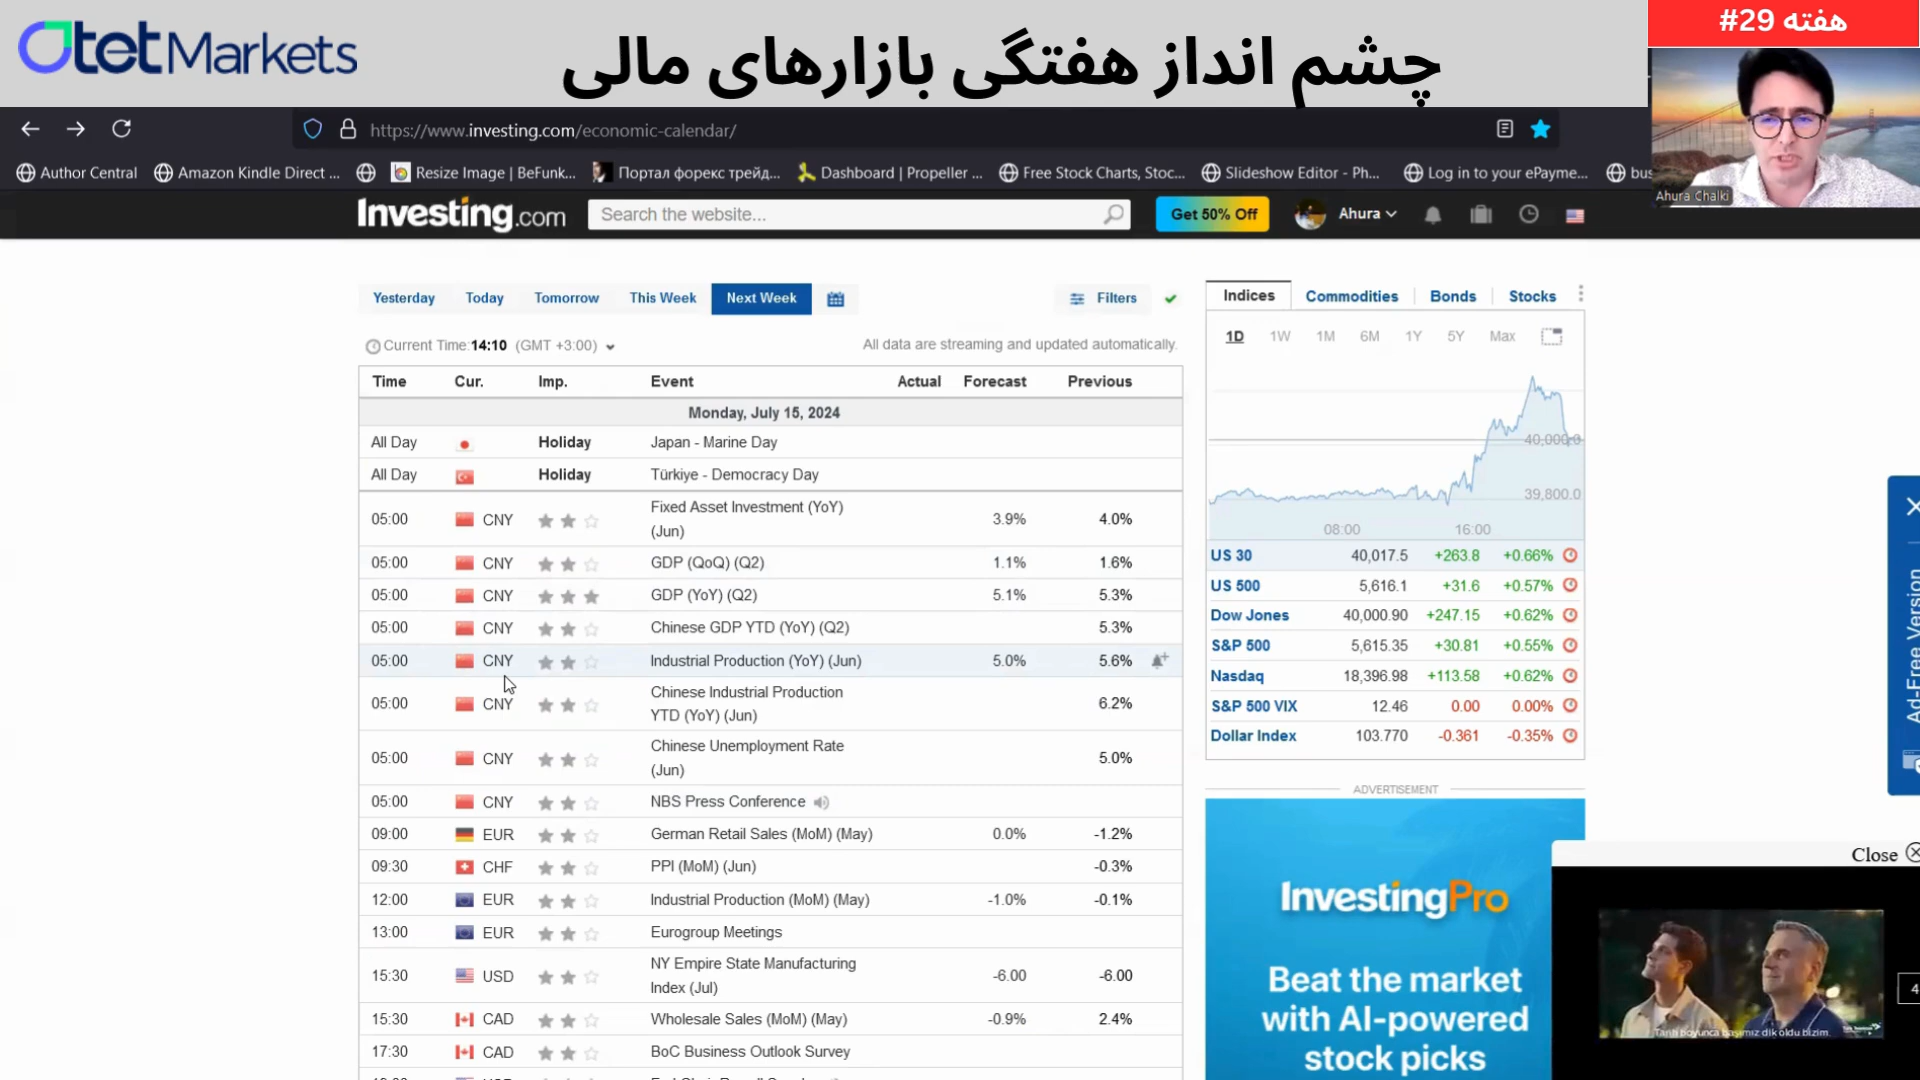 Otet Markets
چشم انداز هفتگی بازارهای مالی
هفته 29#
https://www.investing.com/economic-calendar/
Author Central
Amazon Kindle Direct ...
Resize Image | BeFunk...
Портал форекс трейд...
Dashboard | Propeller ...
Free Stock Charts, Stoc...
Slideshow Editor - Ph...
Log in to your ePayme...
bus
Ahura Chalki
Investing.com
Search the website...
Get 50% Off
Ahura
Yesterday Today Tomorrow This Week Next Week
Filters
Current Time: 14:10 (GMT +3:00)
All data are streaming and updated automatically.
Time Cur. Imp. Event Actual Forecast Previous
Monday, July 15, 2024
All Day Holiday Japan - Marine Day
All Day Holiday Türkiye - Democracy Day
05:00 CNY Fixed Asset Investment (YoY) (Jun) 3.9% 4.0%
05:00 CNY GDP (QoQ) (Q2) 1.1% 1.6%
05:00 CNY GDP (YoY) (Q2) 5.1% 5.3%
05:00 CNY Chinese GDP YTD (YoY) (Q2) 5.3%
05:00 CNY Industrial Production (YoY) (Jun) 5.0% 5.6%
05:00 CNY Chinese Industrial Production YTD (YoY) (Jun) 6.2%
05:00 CNY Chinese Unemployment Rate (Jun) 5.0%
05:00 CNY NBS Press Conference
09:00 EUR German Retail Sales (MoM) (May) 0.0% -1.2%
09:30 CHF PPI (MoM) (Jun) -0.3%
12:00 EUR Industrial Production (MoM) (May) -1.0% -0.1%
13:00 EUR Eurogroup Meetings
15:30 USD NY Empire State Manufacturing Index (Jul) -6.00 -6.00
15:30 CAD Wholesale Sales (MoM) (May) -0.9% 2.4%
17:30 CAD BoC Business Outlook Survey
Indices Commodities Bonds Stocks
1D 1W 1M 6M 1Y 5Y Max
40,000.0
39,800.0
08:00 16:00
US 30 40,017.5 +263.8 +0.66%
US 500 5,616.1 +31.6 +0.57%
Dow Jones 40,000.90 +247.15 +0.62%
S&P 500 5,615.35 +30.81 +0.55%
Nasdaq 18,396.98 +113.58 +0.62%
S&P 500 VIX 12.46 0.00 0.00%
Dollar Index 103.770 -0.361 -0.35%
ADVERTISEMENT
InvestingPro
Beat the market
with AI-powered
stock picks
Ad-Free Version
Close
Tarih boyunca başımız dik oldu bizim.
4